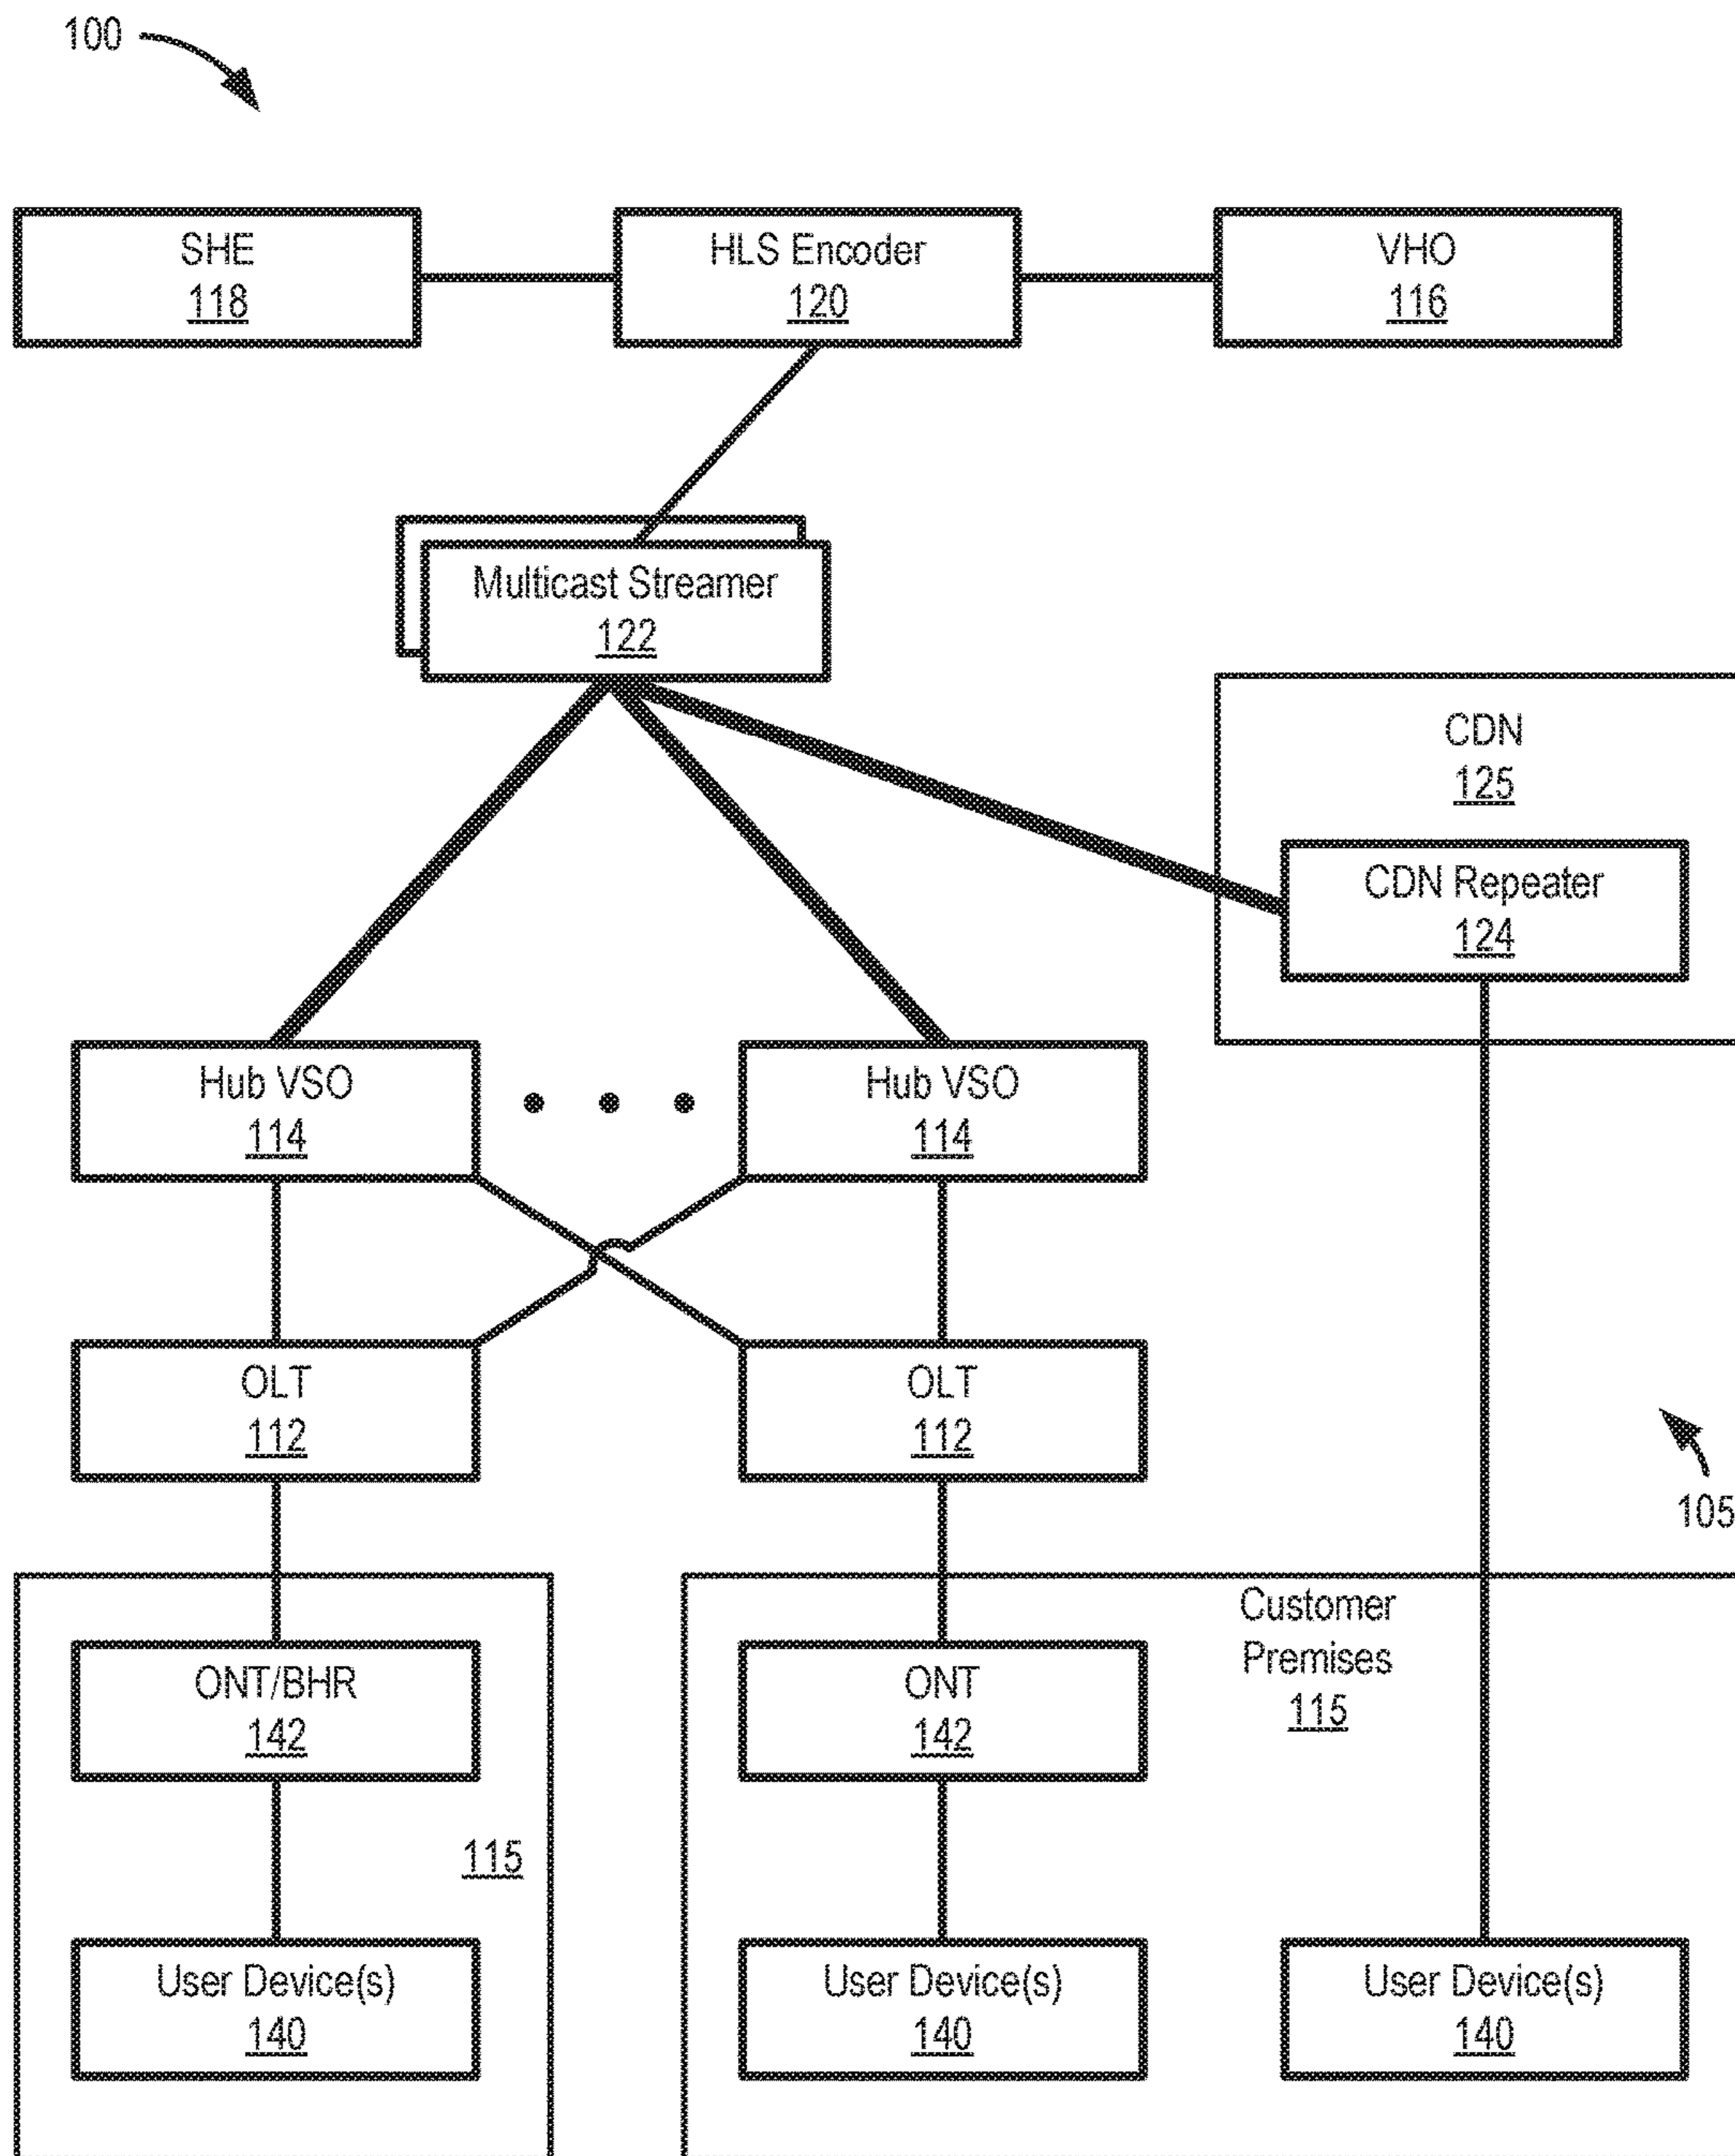 100
SHE
118
HLS Encoder
120
VHO
116
Multicast Streamer
122
CDN
125
CDN Repeater
124
Hub VSO
114
Hub VSO
114
OLT
112
OLT
112
105
Customer
Premises
115
ONT/BHR
142
ONT
142
115
User Device(s)
140
User Device(s)
140
User Device(s)
140